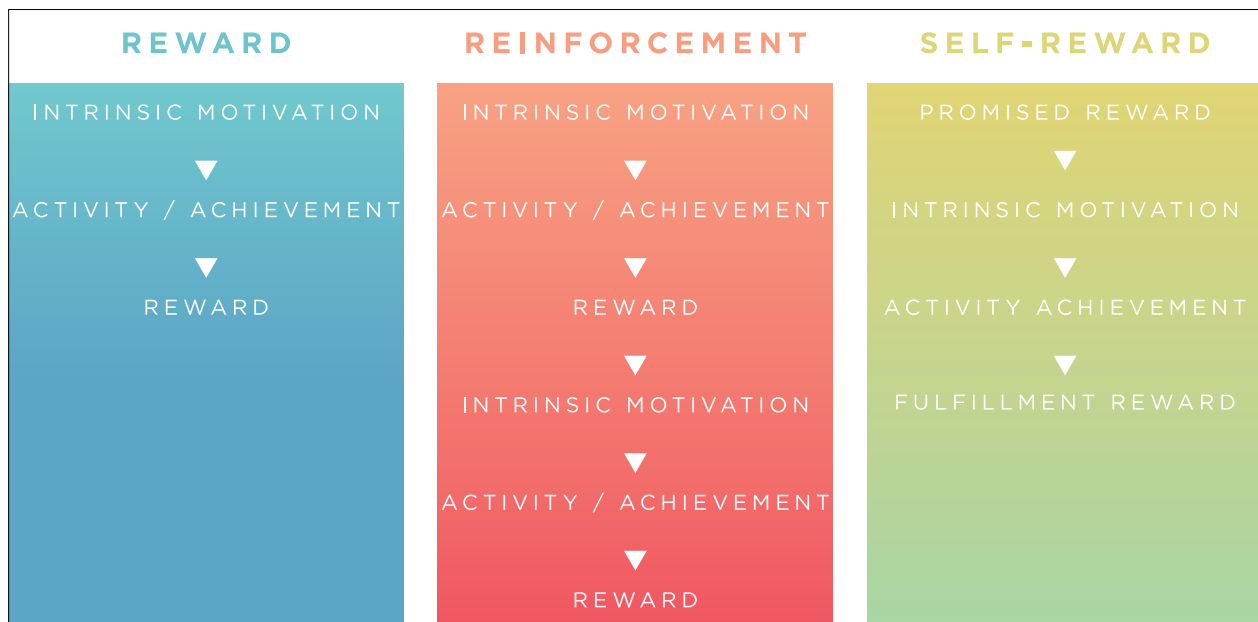 REWARD
INTRINSIC MOTIVATION
ACTIVITY / ACHIEVEMENT
REWARD
REINFORCEMENT
INTRINSIC MOTIVATION
ACTIVITY / ACHIEVEMENT
REWARD
INTRINSIC MOTIVATION
ACTIVITY / ACHIEVEMENT
REWARD
SELF-REWARD
PROMISED REWARD
INTRINSIC MOTIVATION
ACTIVITY ACHIEVEMENT
FULFILLMENT REWARD